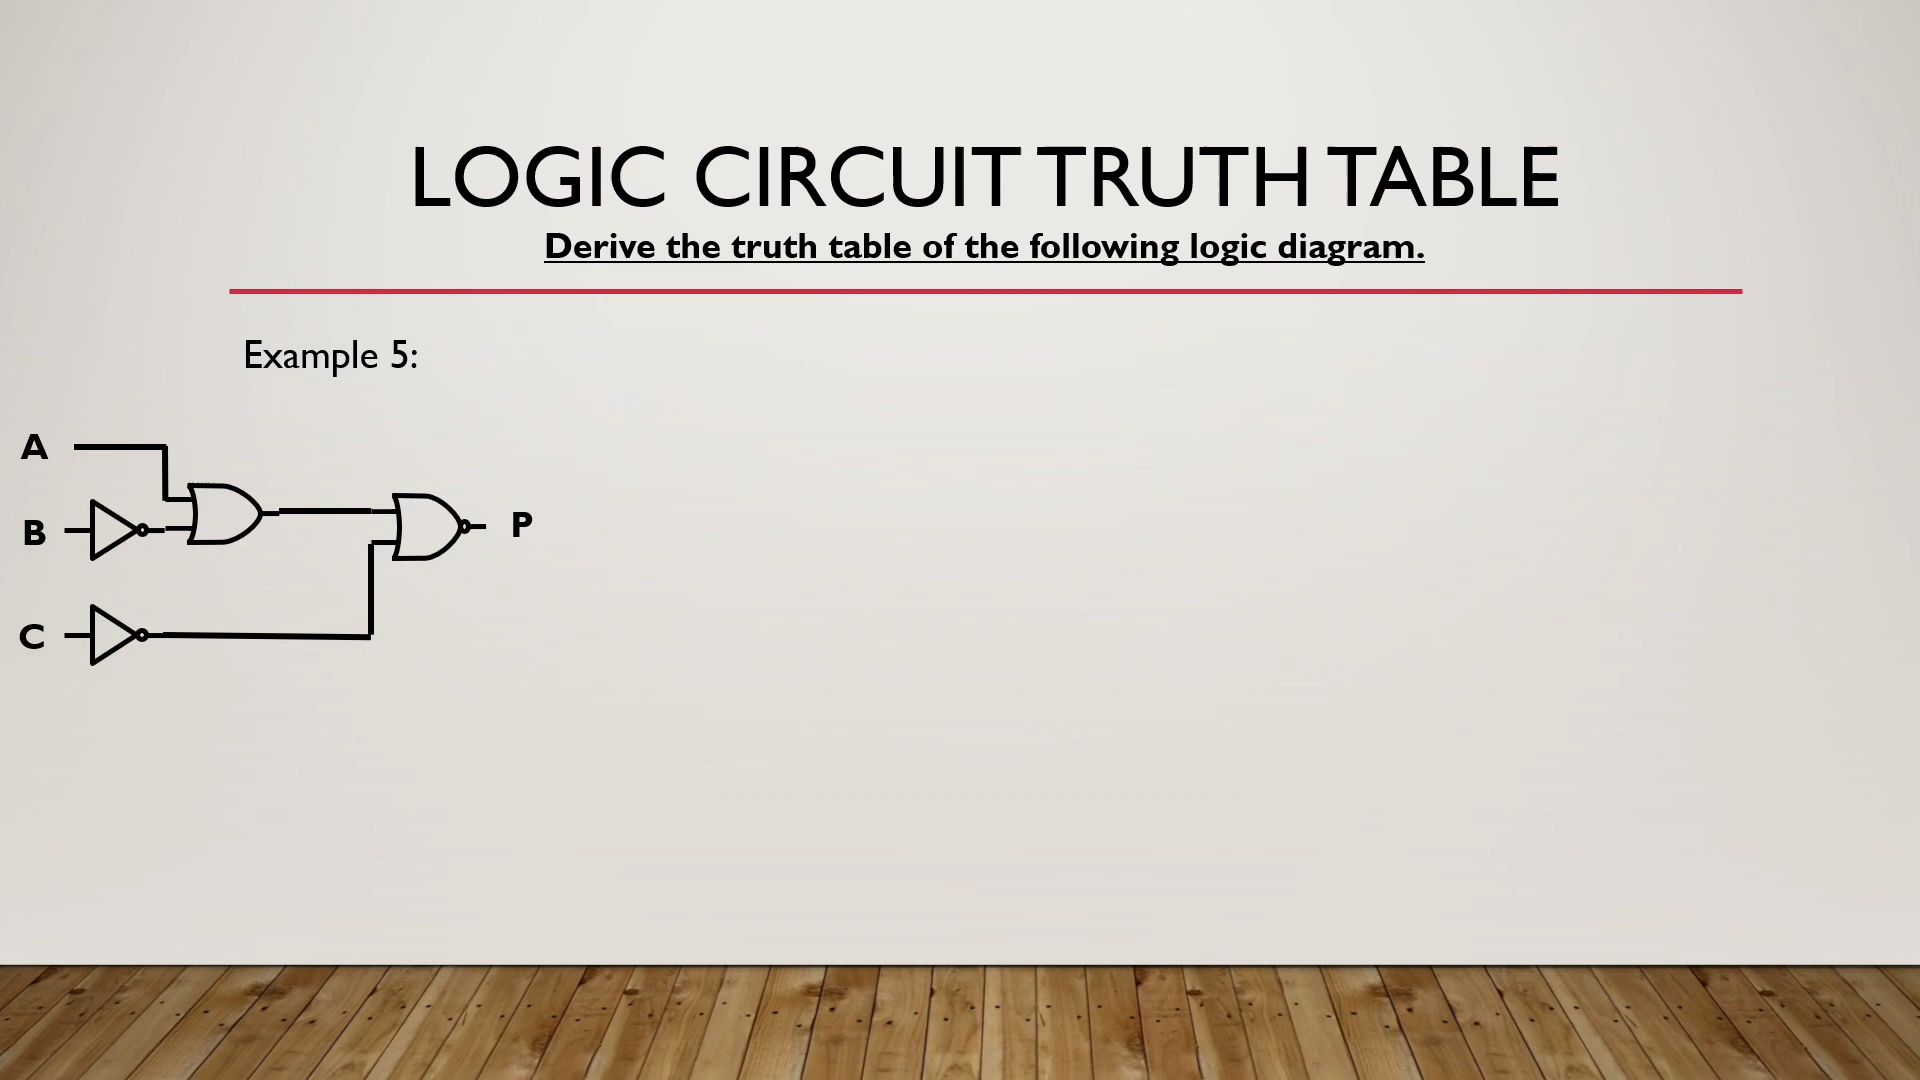 LOGIC CIRCUIT TRUTH TABLE
Derive the truth table of the following logic diagram.
Example 5:
A
B
P
C